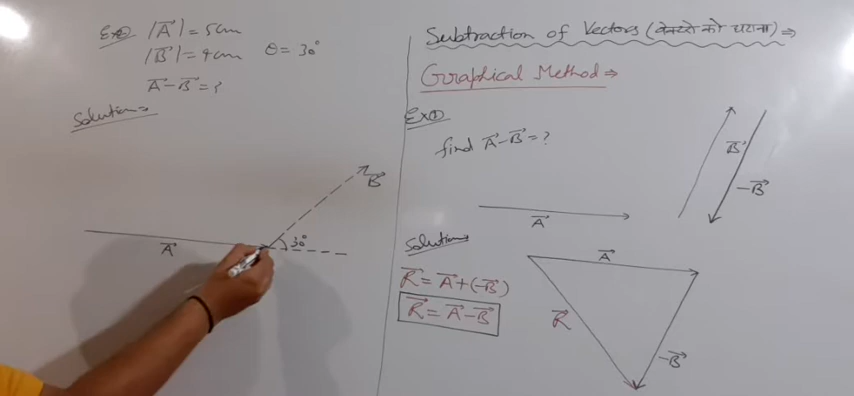 Ex② |A⃗| = 5cm
|B⃗| = 4cm θ = 30°
A⃗ - B⃗ = ?
Solution ⇒
B⃗
A⃗
30°
Subtraction of Vectors (वेक्टरो को घटाना) ⇒
Graphical Method ⇒
Ex①
find A⃗ - B⃗ = ?
B⃗
-B⃗
A⃗
Solution ⇒
A⃗
R⃗ = A⃗ + (-B⃗)
R⃗ = A⃗ - B⃗
R⃗
-B⃗